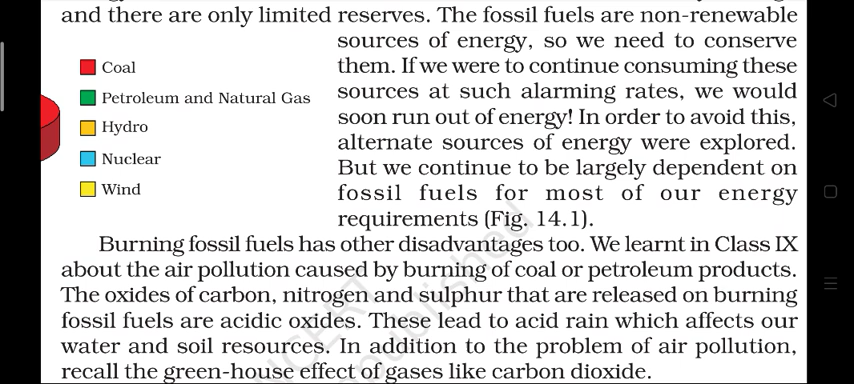 and there are only limited reserves. The fossil fuels are non-renewable
sources of energy, so we need to conserve
them. If we were to continue consuming these
sources at such alarming rates, we would
soon run out of energy! In order to avoid this,
alternate sources of energy were explored.
But we continue to be largely dependent on
fossil fuels for most of our energy
requirements (Fig. 14.1).
Coal
Petroleum and Natural Gas
Hydro
Nuclear
Wind
Burning fossil fuels has other disadvantages too. We learnt in Class IX
about the air pollution caused by burning of coal or petroleum products.
The oxides of carbon, nitrogen and sulphur that are released on burning
fossil fuels are acidic oxides. These lead to acid rain which affects our
water and soil resources. In addition to the problem of air pollution,
recall the green-house effect of gases like carbon dioxide.